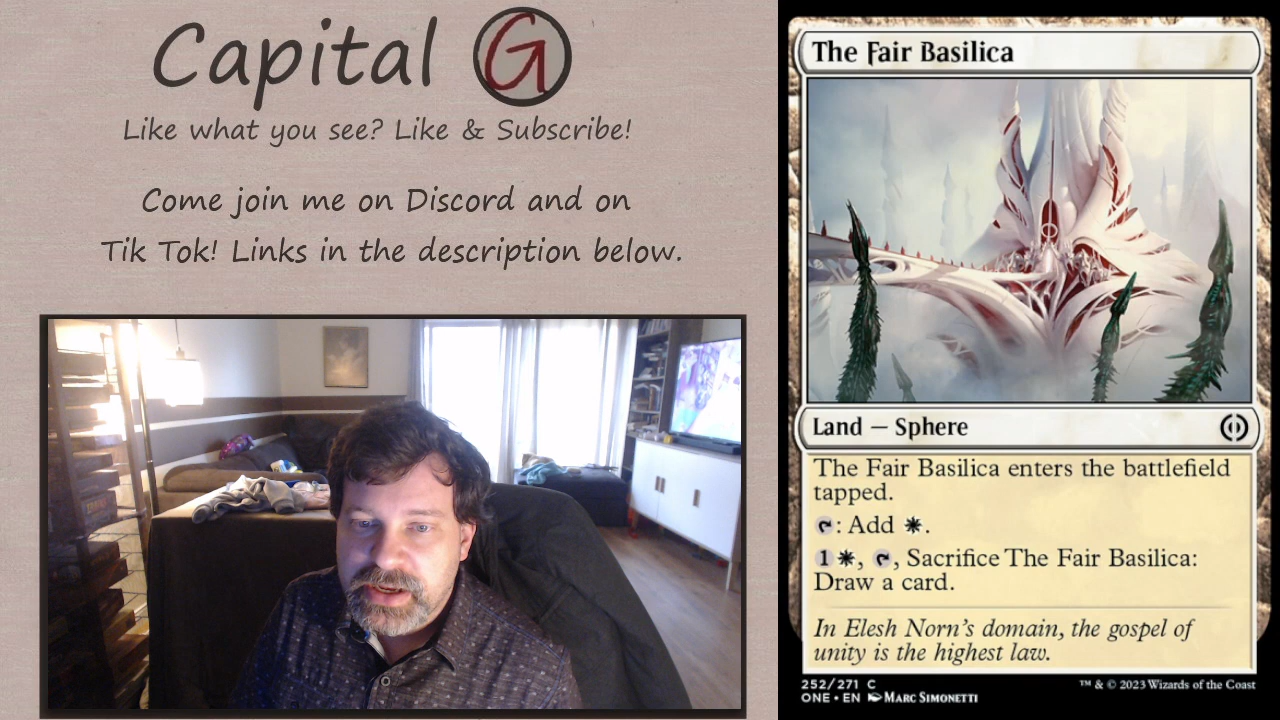 Capital G
Like what you see? Like & Subscribe!
Come join me on Discord and on
Tik Tok! Links in the description below.
The Fair Basilica
Land — Sphere
The Fair Basilica enters the battlefield
tapped.
: Add .
1 , , Sacrifice The Fair Basilica:
Draw a card.
In Elesh Norn's domain, the gospel of
unity is the highest law.
252/271 C
ONE • EN Marc Simonetti
™ & © 2023 Wizards of the Coast